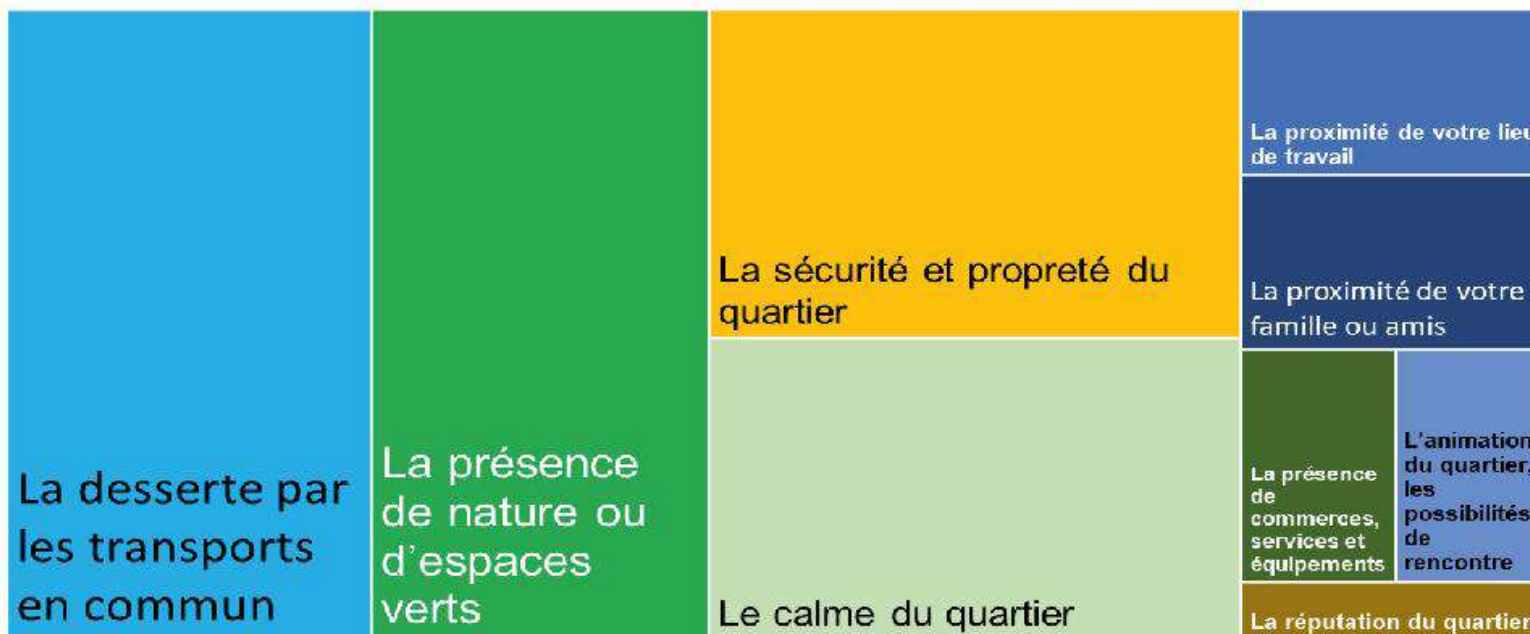 La desserte par
les transports
en commun
La présence
de nature ou
d'espaces
verts
La sécurité et propreté du
quartier
Le calme du quartier
La proximité de votre lieu
de travail
La proximité de votre
famille ou amis
La présence
de
commerces,
services et
équipements
L'animation
du quartier,
les
possibilités
de
rencontre
La réputation du quartier